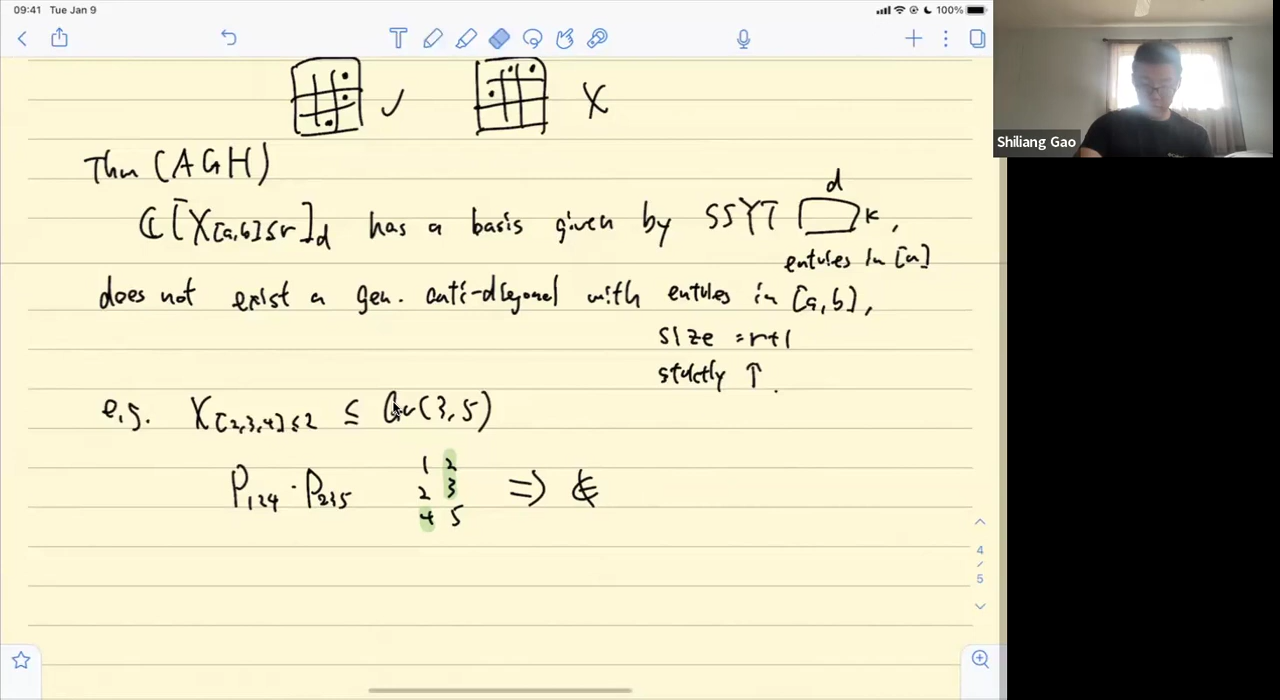 09:41 Tue Jan 9
100%
Shiliang Gao
✓ X
Thm (AGH)
ℂ[X[a,b]≤r]d has a basis given by SSYT d k,
entries in [n]
does not exist a gen. anti-diagonal with entries in [a,b],
size =r+1
strictly ↑.
e.g. X[2,3,4]≤2 ⊆ Gr(3,5)
P124 · P235
1 2
2 3 ⇒ ∉
4 5
4
/
5